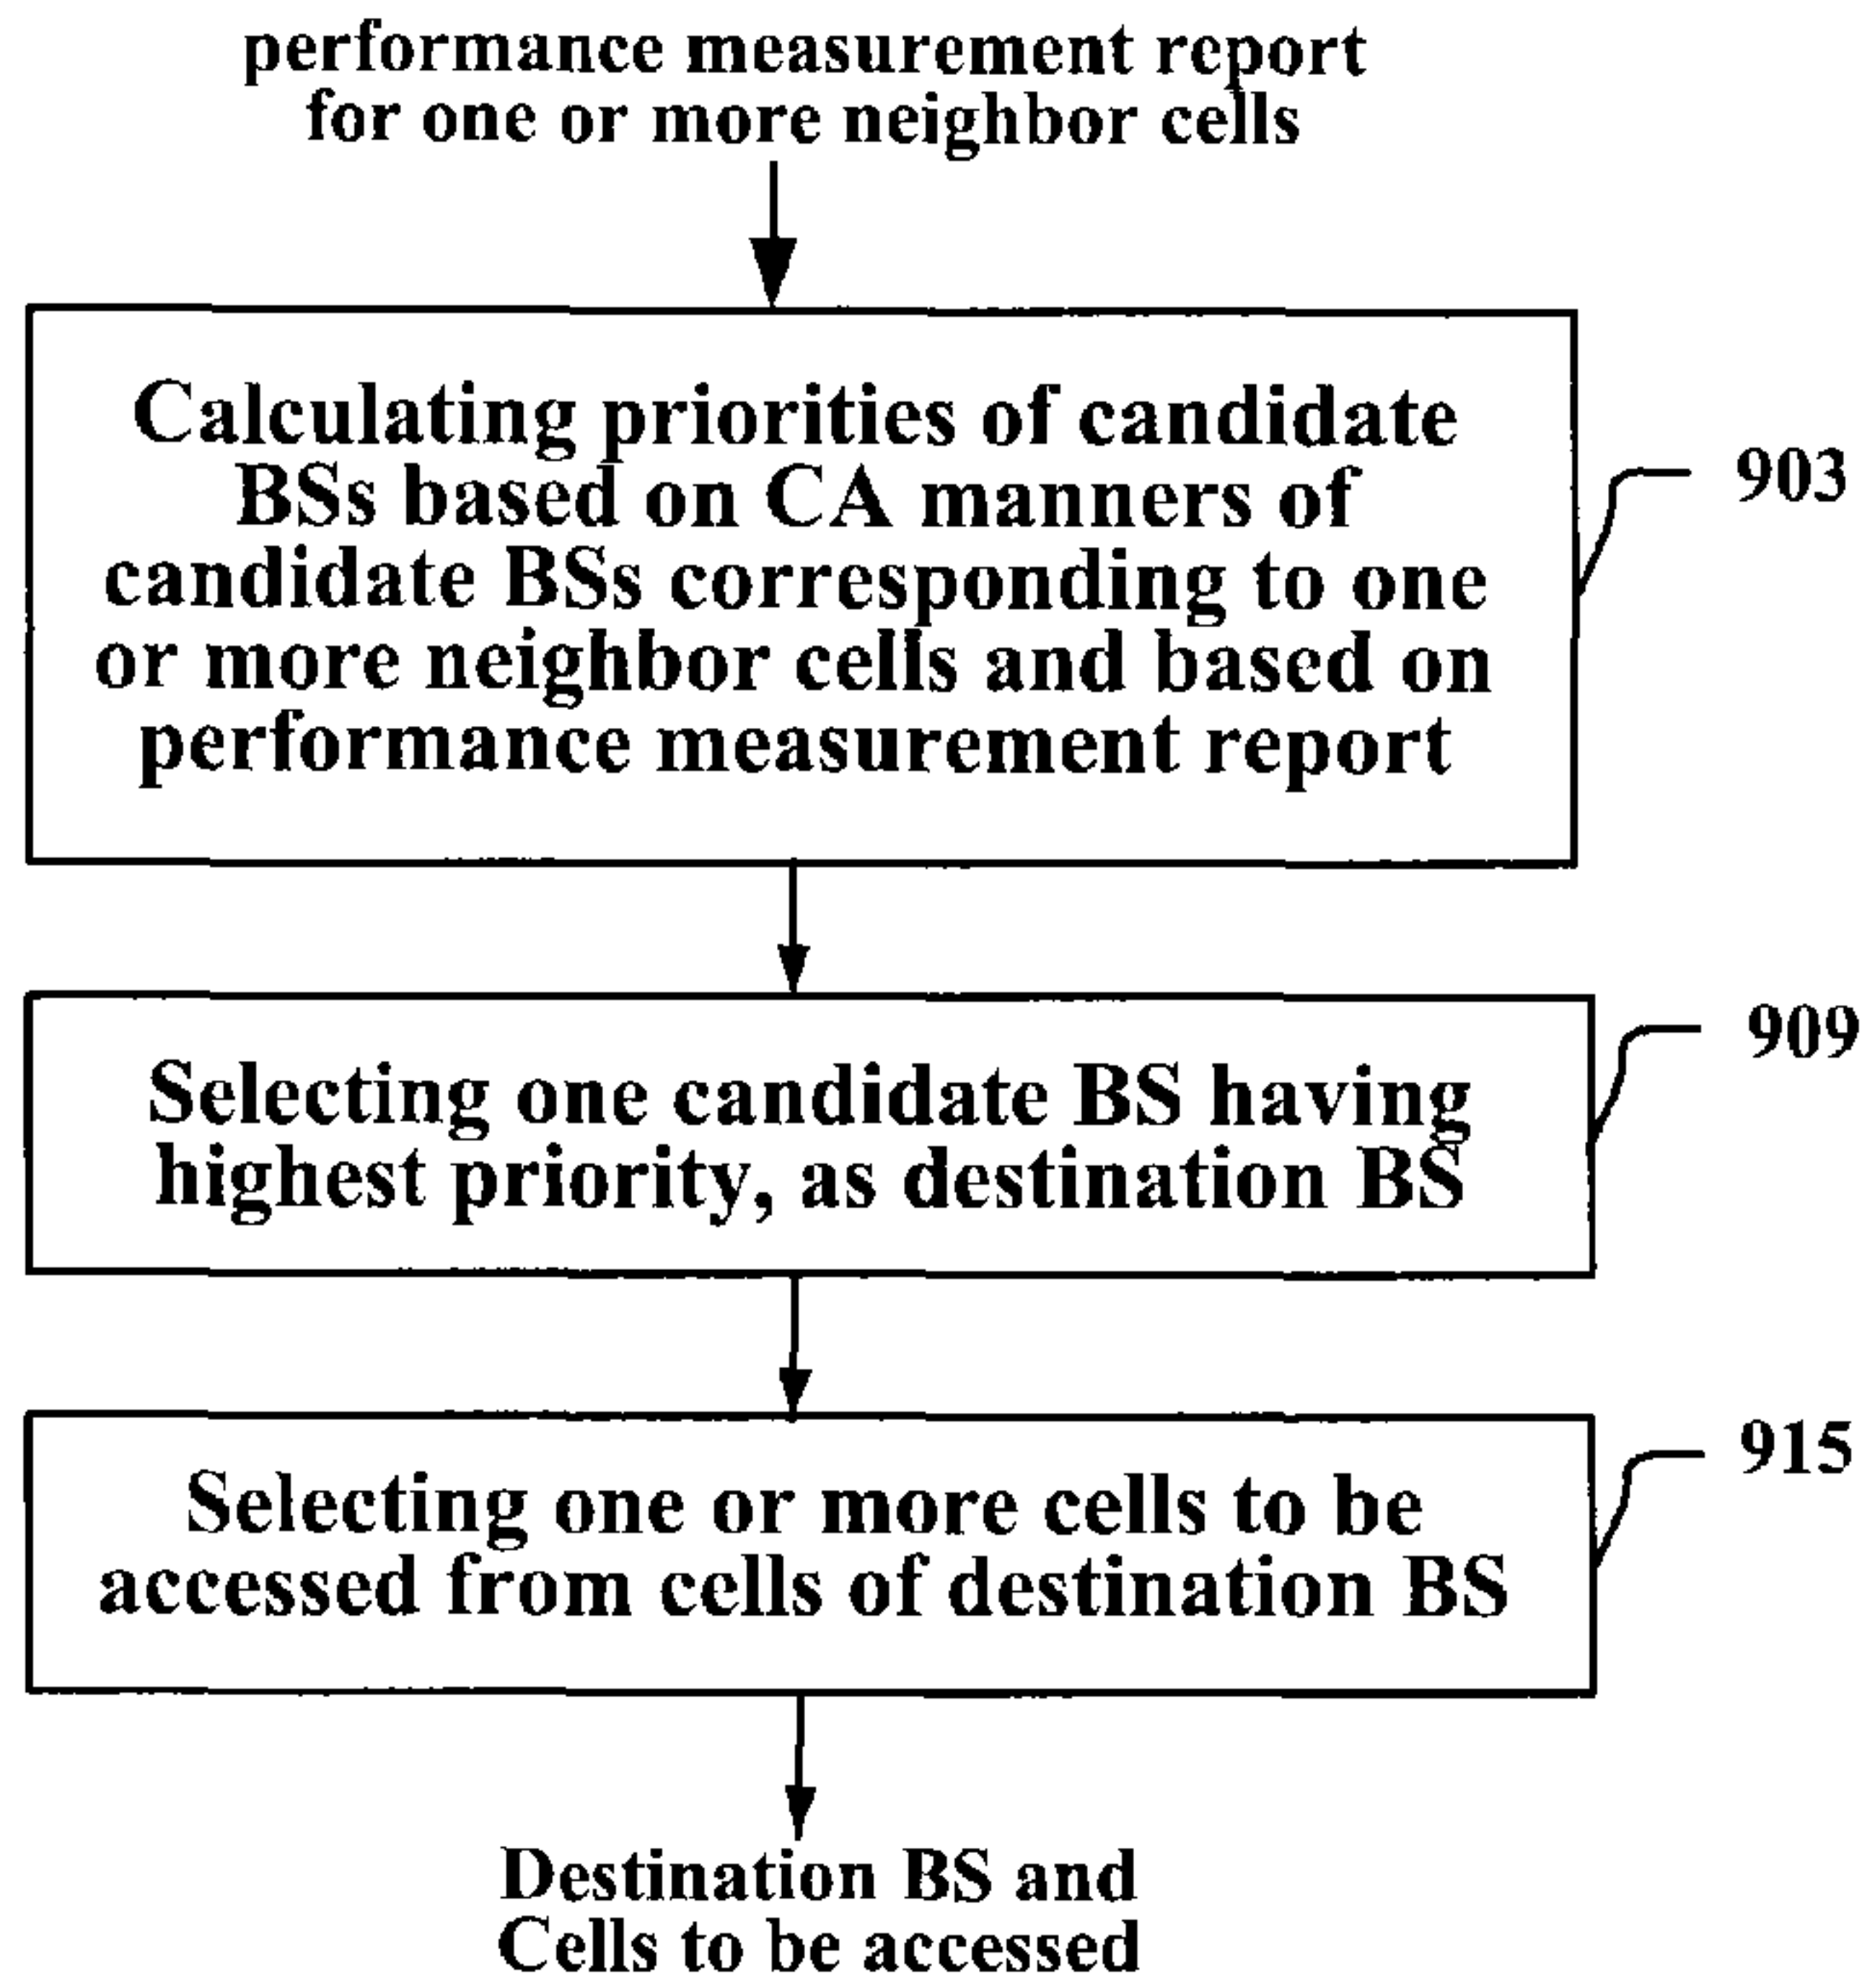 performance measurement report
for one or more neighbor cells
Calculating priorities of candidate
BSs based on CA manners of
candidate BSs corresponding to one
or more neighbor cells and based on
performance measurement report
903
Selecting one candidate BS having
highest priority, as destination BS
909
Selecting one or more cells to be
accessed from cells of destination BS
915
Destination BS and
Cells to be accessed